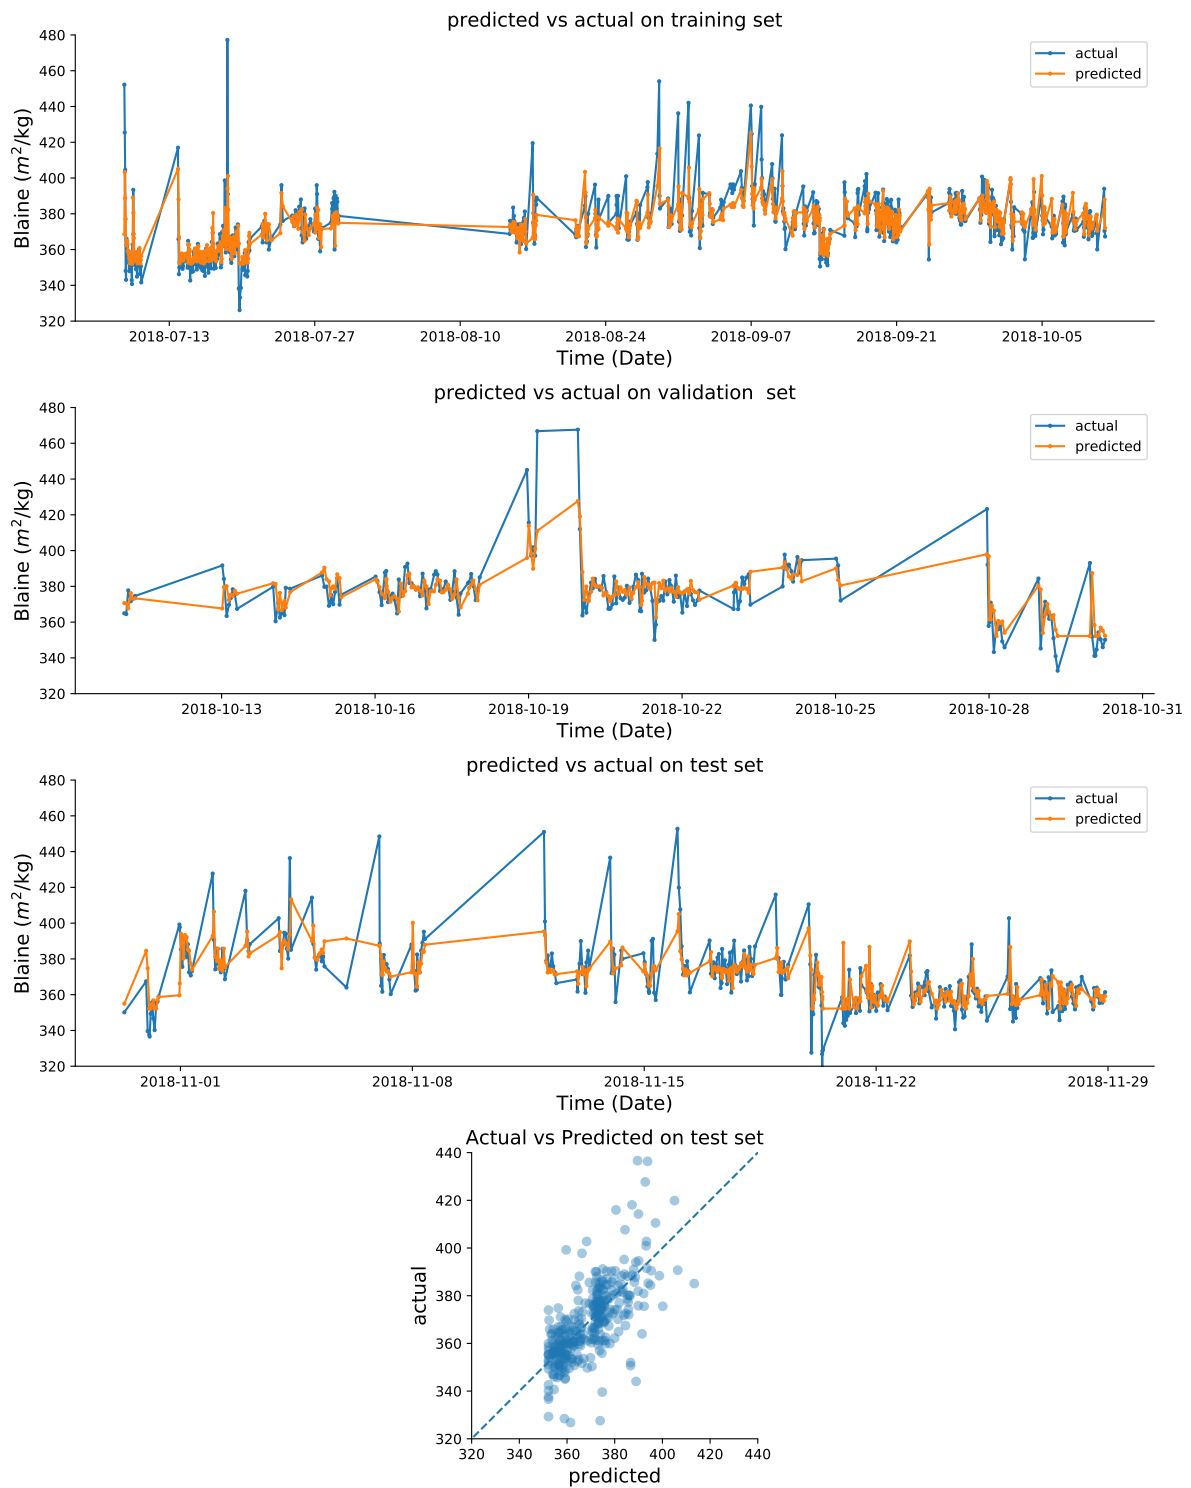 predicted vs actual on training set
480
460
440
420
400
380
360
340
320
Blaine (m²/kg)
actual
predicted
2018-07-13 2018-07-27 2018-08-10 2018-08-24 2018-09-07 2018-09-21 2018-10-05
Time (Date)
predicted vs actual on validation  set
480
460
440
420
400
380
360
340
320
Blaine (m²/kg)
actual
predicted
2018-10-13 2018-10-16 2018-10-19 2018-10-22 2018-10-25 2018-10-28 2018-10-31
Time (Date)
predicted vs actual on test set
480
460
440
420
400
380
360
340
320
Blaine (m²/kg)
actual
predicted
2018-11-01 2018-11-08 2018-11-15 2018-11-22 2018-11-29
Time (Date)
Actual vs Predicted on test set
440
420
400
380
360
340
320
actual
320 340 360 380 400 420 440
predicted